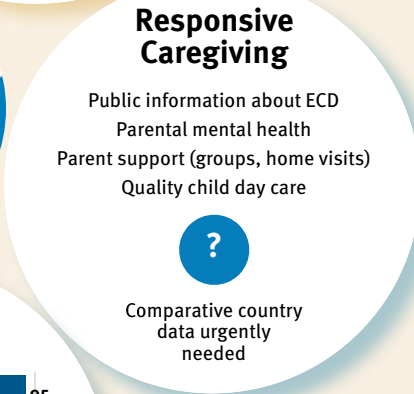 Responsive
Caregiving
Public information about ECD
Parental mental health
Parent support (groups, home visits)
Quality child day care
?
Comparative country
data urgently
needed